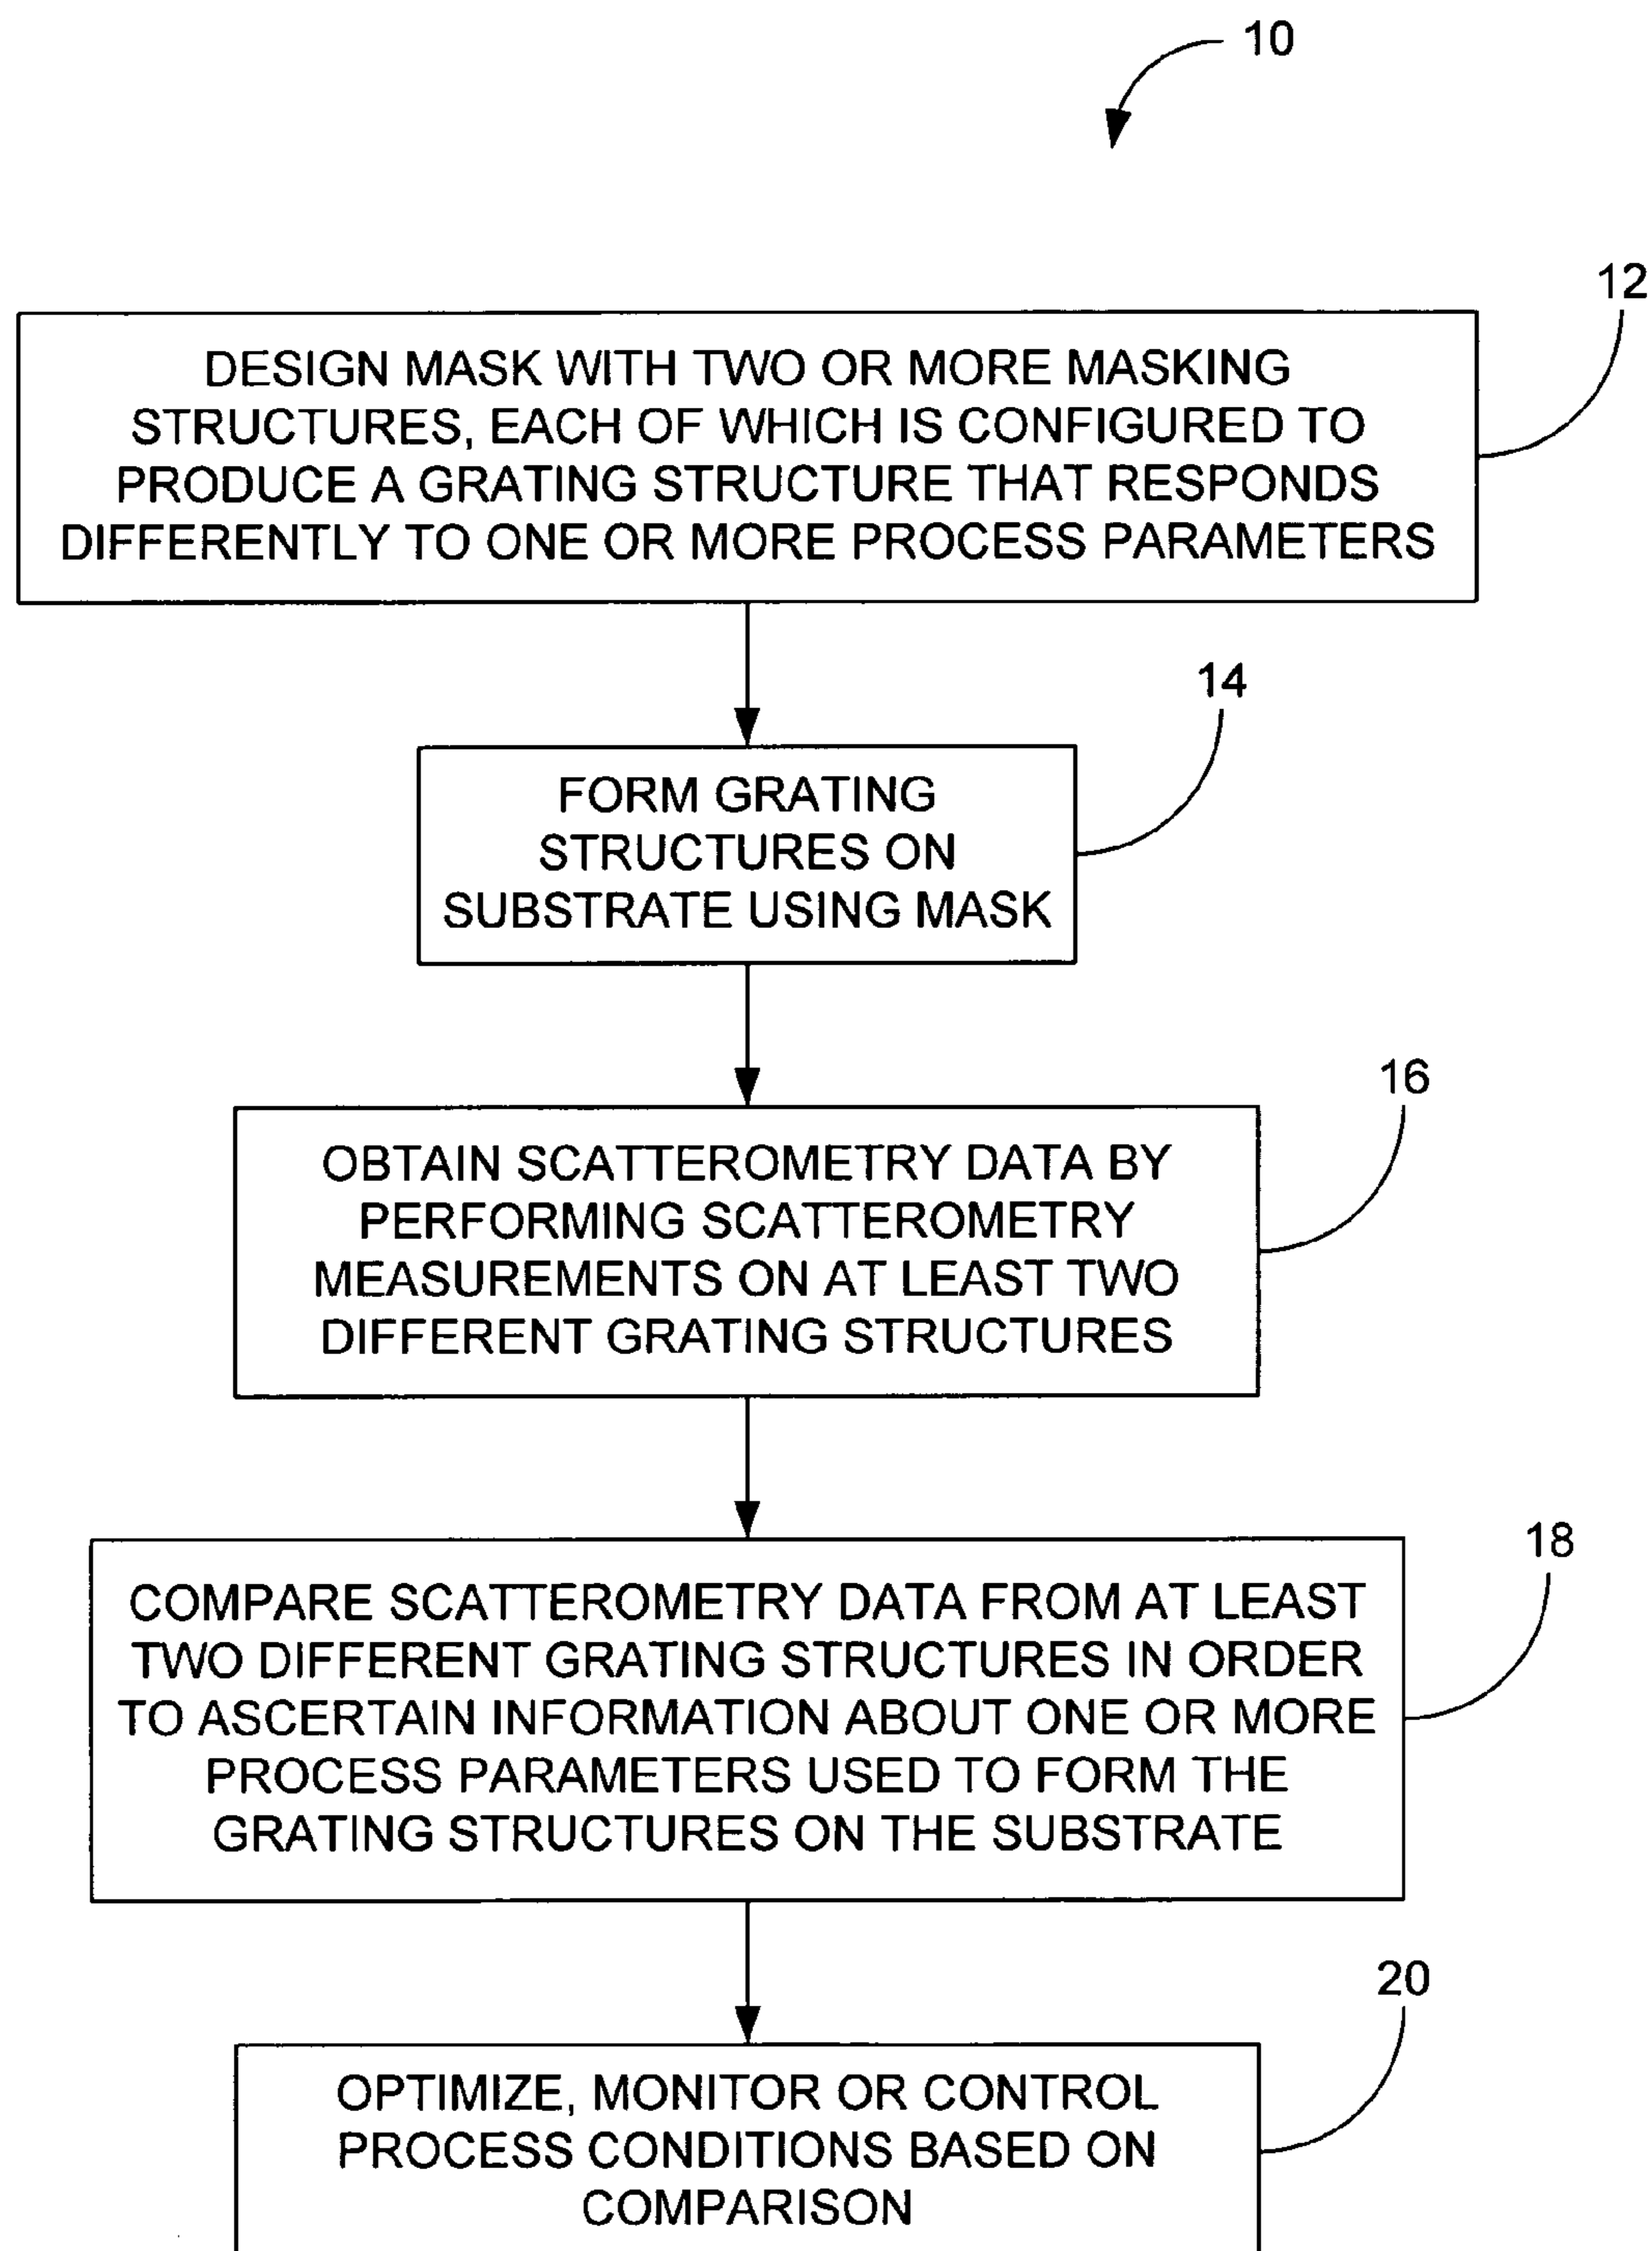 10
12
DESIGN MASK WITH TWO OR MORE MASKING
STRUCTURES, EACH OF WHICH IS CONFIGURED TO
PRODUCE A GRATING STRUCTURE THAT RESPONDS
DIFFERENTLY TO ONE OR MORE PROCESS PARAMETERS
14
FORM GRATING
STRUCTURES ON
SUBSTRATE USING MASK
16
OBTAIN SCATTEROMETRY DATA BY
PERFORMING SCATTEROMETRY
MEASUREMENTS ON AT LEAST TWO
DIFFERENT GRATING STRUCTURES
18
COMPARE SCATTEROMETRY DATA FROM AT LEAST
TWO DIFFERENT GRATING STRUCTURES IN ORDER
TO ASCERTAIN INFORMATION ABOUT ONE OR MORE
PROCESS PARAMETERS USED TO FORM THE
GRATING STRUCTURES ON THE SUBSTRATE
20
OPTIMIZE, MONITOR OR CONTROL
PROCESS CONDITIONS BASED ON
COMPARISON